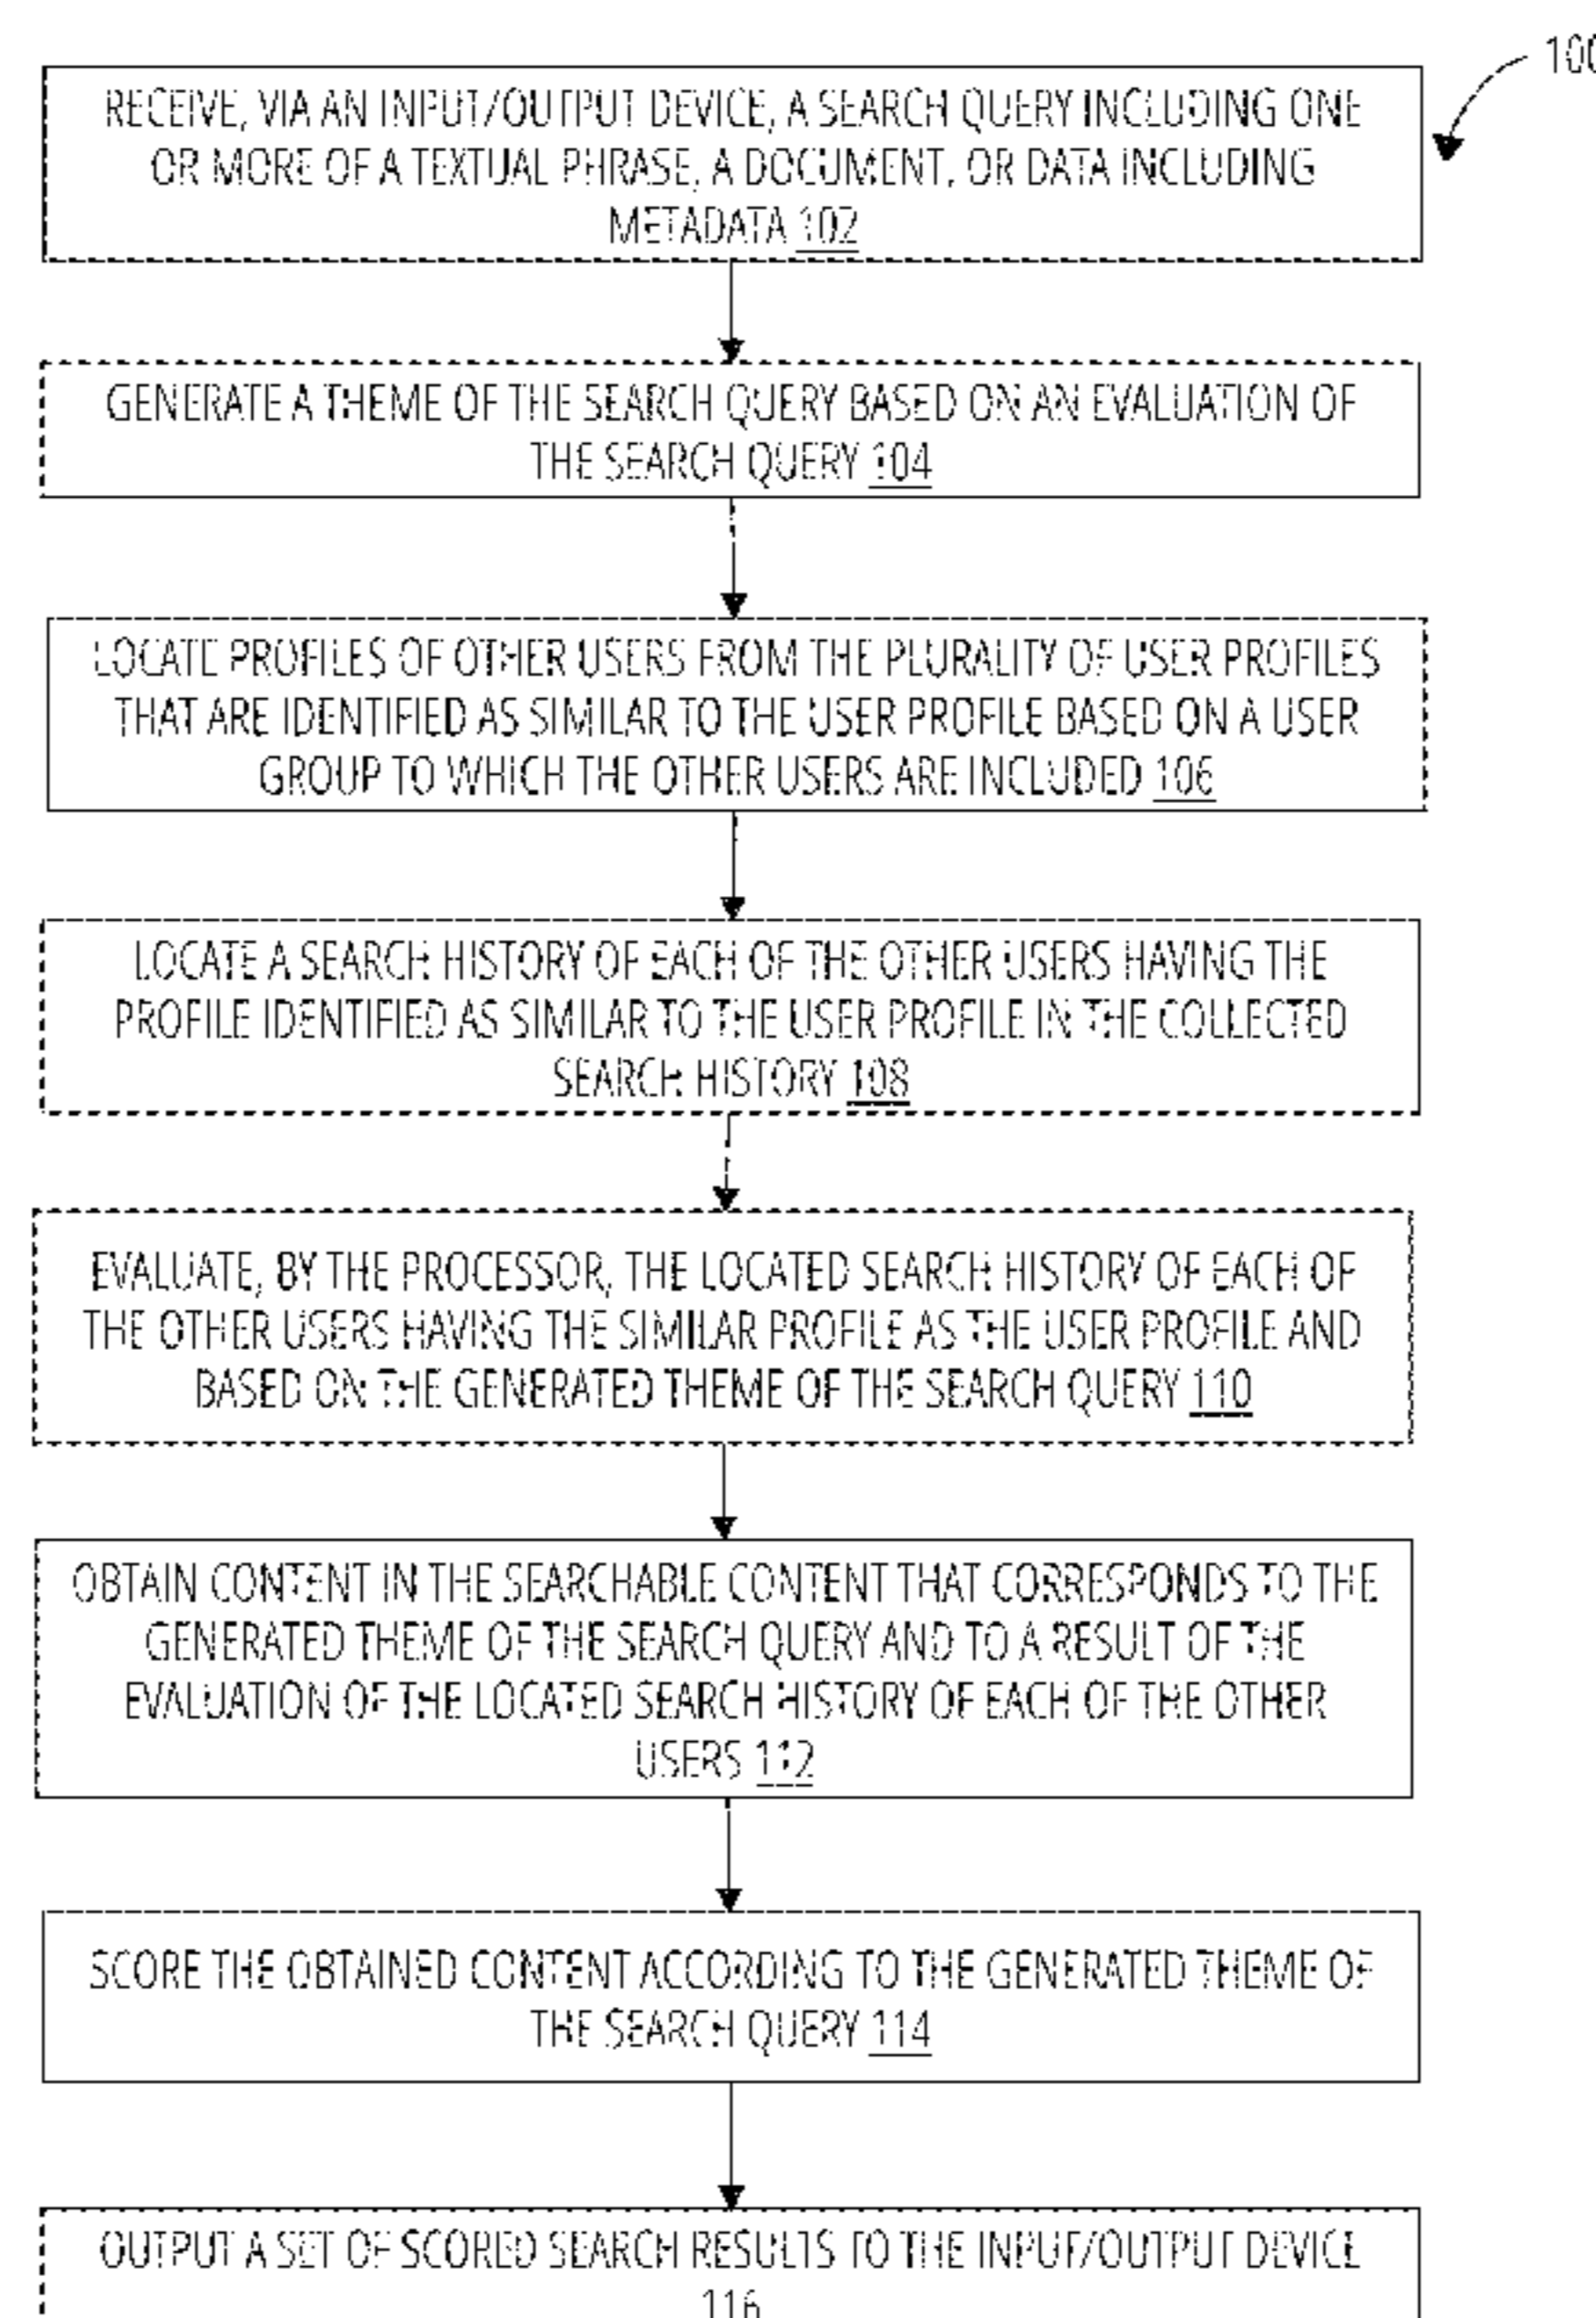 100
RECEIVE, VIA AN INPUT/OUTPUT DEVICE, A SEARCH QUERY INCLUDING ONE
OR MORE OF A TEXTUAL PHRASE, A DOCUMENT, OR DATA INCLUDING
METADATA 102
GENERATE A THEME OF THE SEARCH QUERY BASED ON AN EVALUATION OF
THE SEARCH QUERY 104
LOCATE PROFILES OF OTHER USERS FROM THE PLURALITY OF USER PROFILES
THAT ARE IDENTIFIED AS SIMILAR TO THE USER PROFILE BASED ON A USER
GROUP TO WHICH THE OTHER USERS ARE INCLUDED 106
LOCATE A SEARCH HISTORY OF EACH OF THE OTHER USERS HAVING THE
PROFILE IDENTIFIED AS SIMILAR TO THE USER PROFILE IN THE COLLECTED
SEARCH HISTORY 108
EVALUATE, BY THE PROCESSOR, THE LOCATED SEARCH HISTORY OF EACH OF
THE OTHER USERS HAVING THE SIMILAR PROFILE AS THE USER PROFILE AND
BASED ON THE GENERATED THEME OF THE SEARCH QUERY 110
OBTAIN CONTENT IN THE SEARCHABLE CONTENT THAT CORRESPONDS TO THE
GENERATED THEME OF THE SEARCH QUERY AND TO A RESULT OF THE
EVALUATION OF THE LOCATED SEARCH HISTORY OF EACH OF THE OTHER
USERS 112
SCORE THE OBTAINED CONTENT ACCORDING TO THE GENERATED THEME OF
THE SEARCH QUERY 114
OUTPUT A SET OF SCORED SEARCH RESULTS TO THE INPUT/OUTPUT DEVICE
116